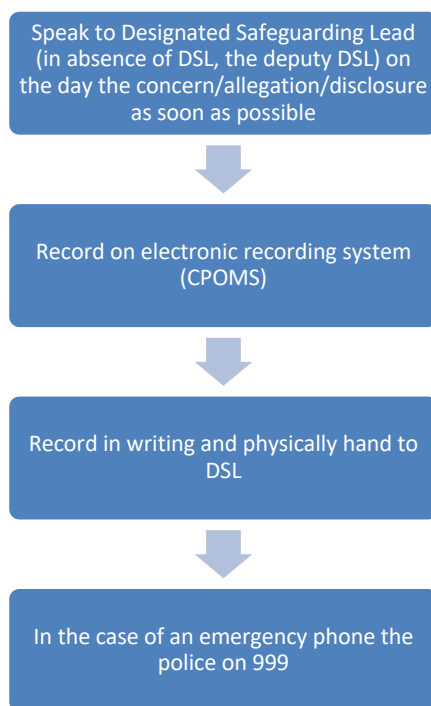 Speak to Designated Safeguarding Lead
(in absence of DSL, the deputy DSL) on
the day the concern/allegation/disclosure
as soon as possible
Record on electronic recording system
(CPOMS)
Record in writing and physically hand to
DSL
In the case of an emergency phone the
police on 999